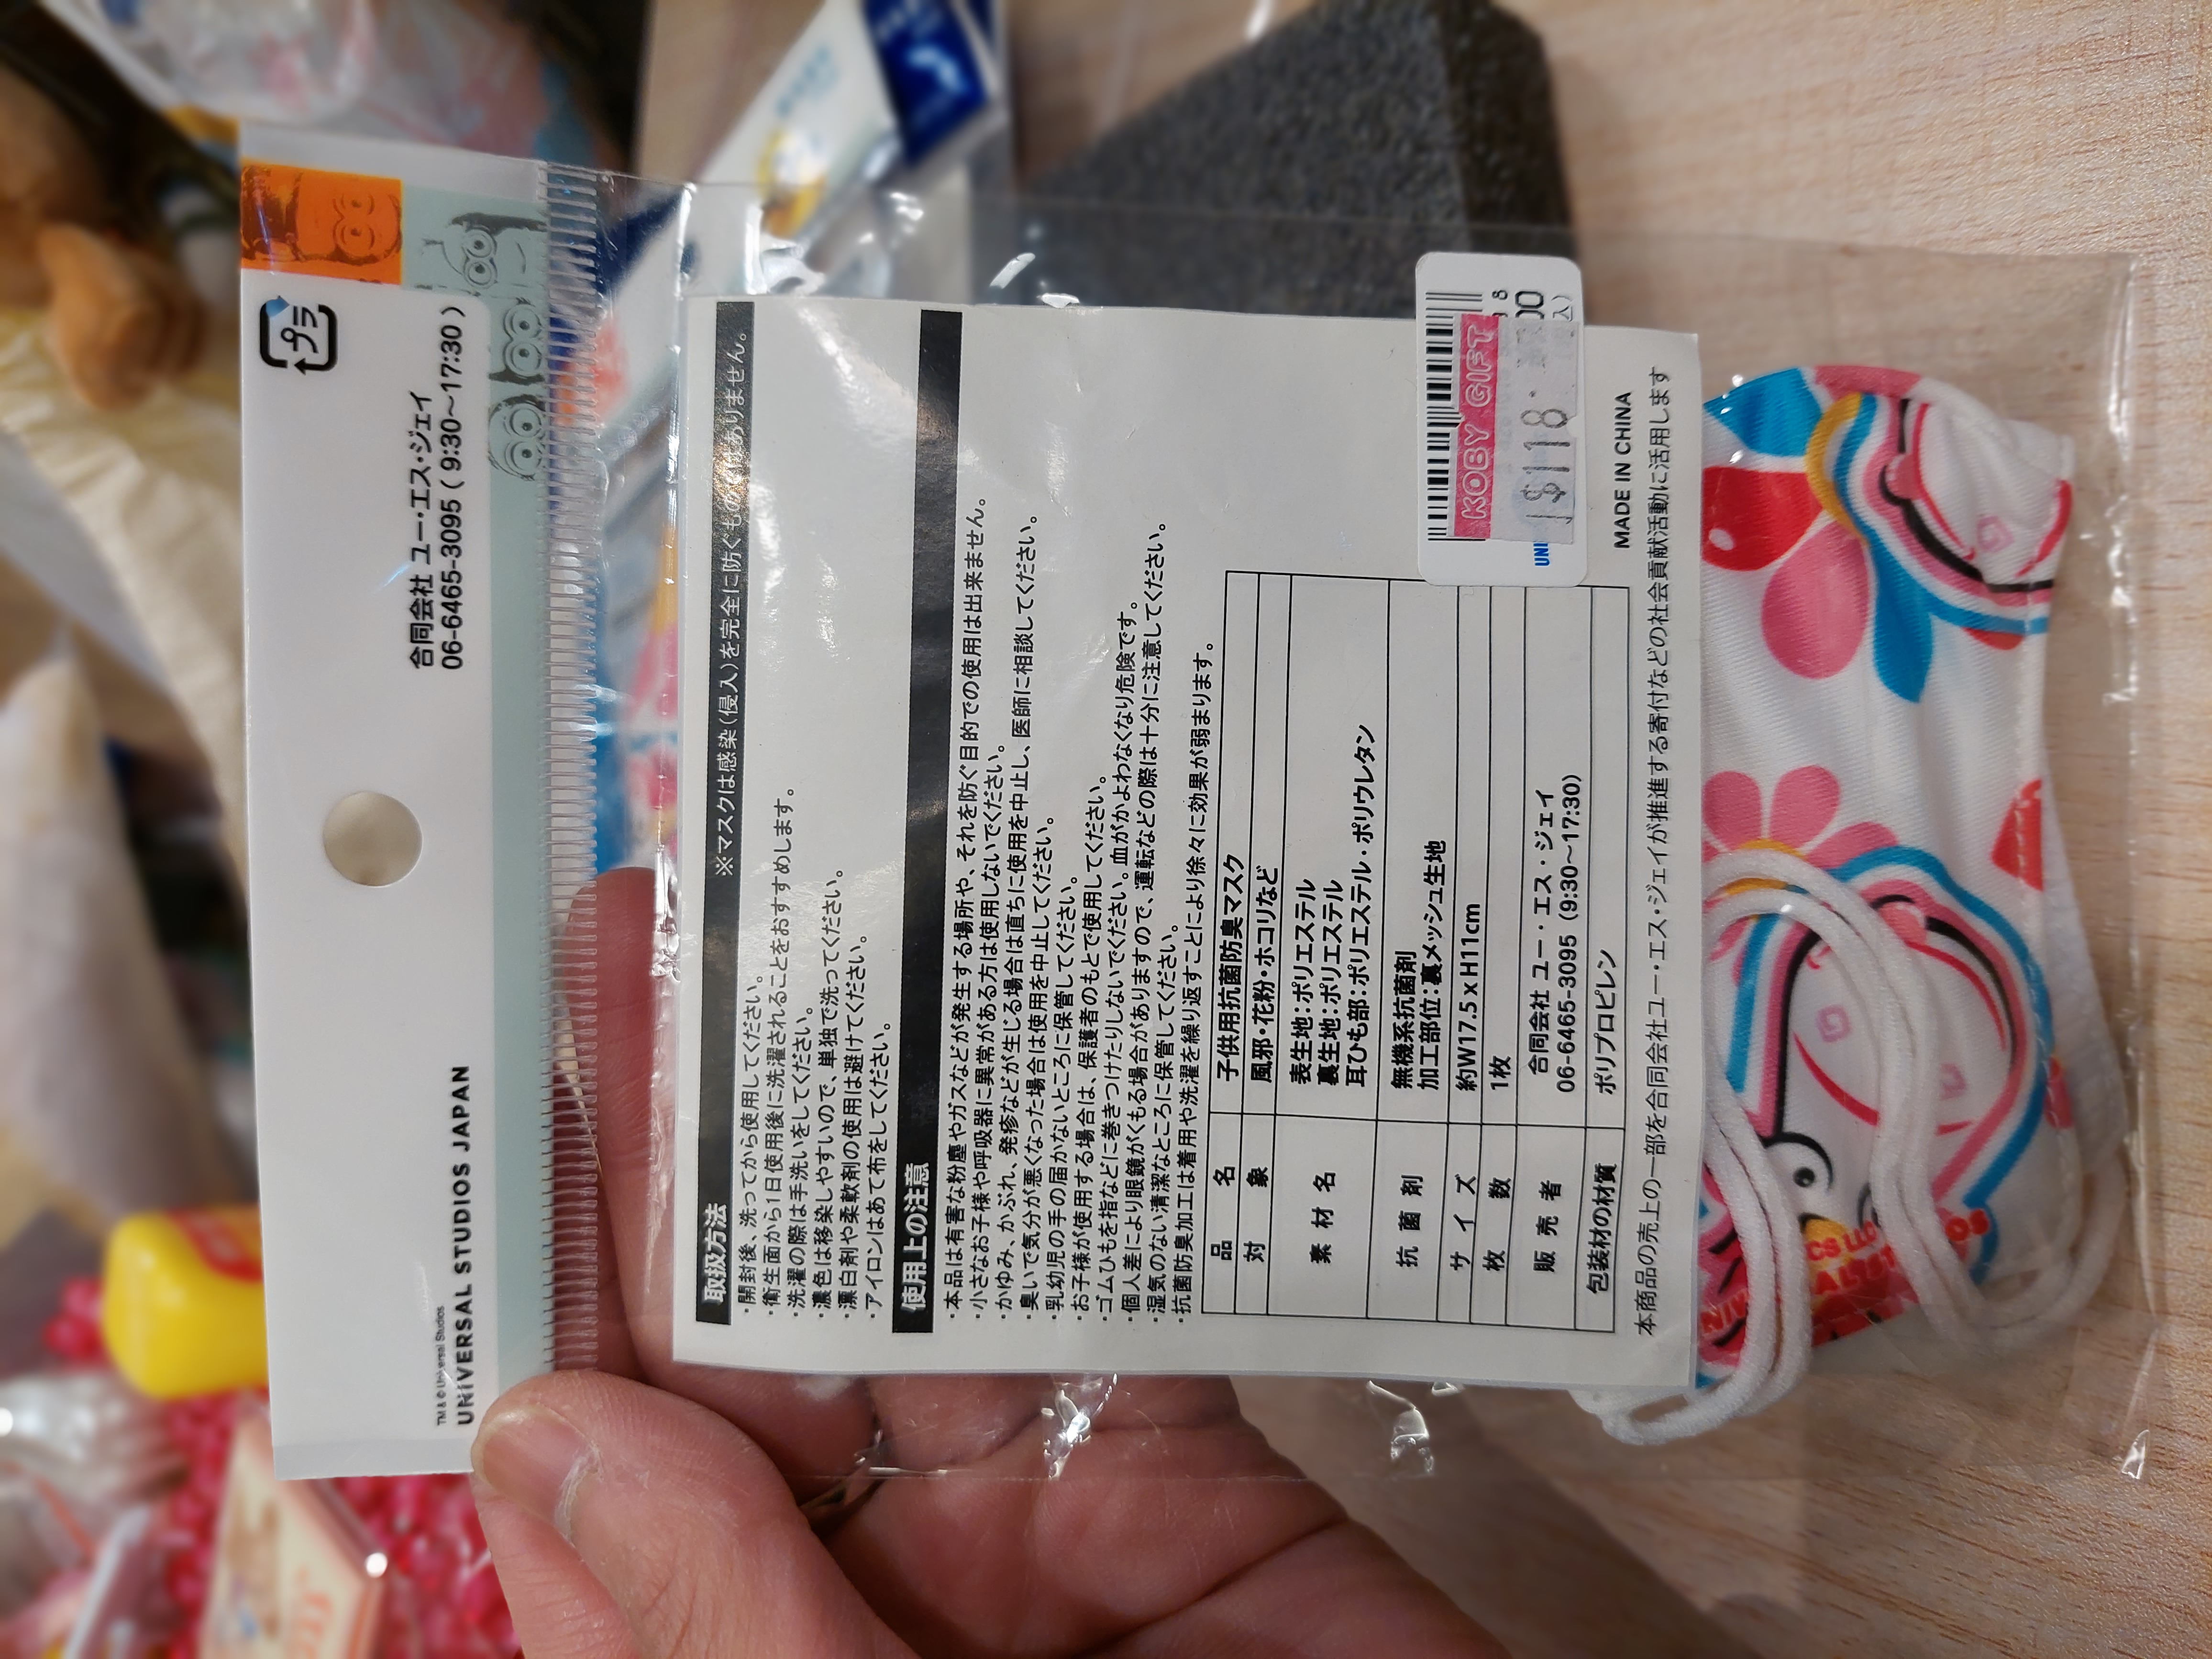 プラ
合同会社 ユー・エス・ジェイ
06-6465-3095 ( 9:30～17:30 )
TM & © Universal Studios
UNIVERSAL STUDIOS JAPAN
取扱方法 ※マスクは感染(侵入)を完全に防ぐものではありません。
・開封後、洗ってから使用してください。
・衛生面から1日使用後に洗濯されることをおすすめします。
・洗濯の際は手洗いをしてください。
・濃色は移染しやすいので、単独で洗ってください。
・漂白剤や柔軟剤の使用は避けてください。
・アイロンはあて布をしてください。
使用上の注意
・本品は有害な粉塵やガスなどが発生する場所や、それを防ぐ目的での使用は出来ません。
・小さなお子様や呼吸器に異常がある方は使用しないでください。
・かゆみ、かぶれ、発疹などが生じる場合は直ちに使用を中止し、医師に相談してください。
・臭いで気分が悪くなった場合は使用を中止してください。
・乳幼児の手の届かないところに保管してください。
・お子様が使用する場合は、保護者のもとで使用してください。
・ゴムひもを指などに巻きつけたりしないでください。血がかよわなくなり危険です。
・個人差により眼鏡がくもる場合がありますので、運転などの際は十分に注意してください。
・湿気のない清潔なところに保管してください。
・抗菌防臭加工は着用や洗濯を繰り返すことにより徐々に効果が弱まります。
品名 子供用抗菌防臭マスク
対象 風邪・花粉・ホコリなど
素材名 表生地：ポリエステル
裏生地：ポリエステル
耳ひも部：ポリエステル・ポリウレタン
抗菌剤 無機系抗菌剤
加工部位：裏メッシュ生地
サイズ 約W17.5 x H11cm
枚数 1枚
販売者 合同会社 ユー・エス・ジェイ
06-6465-3095 (9:30～17:30)
包装材の材質 ポリプロピレン
MADE IN CHINA
本商品の売上の一部を合同会社ユー・エス・ジェイが推進する寄付などの社会貢献活動に活用します
KOBY GIFT
$118.
UNI